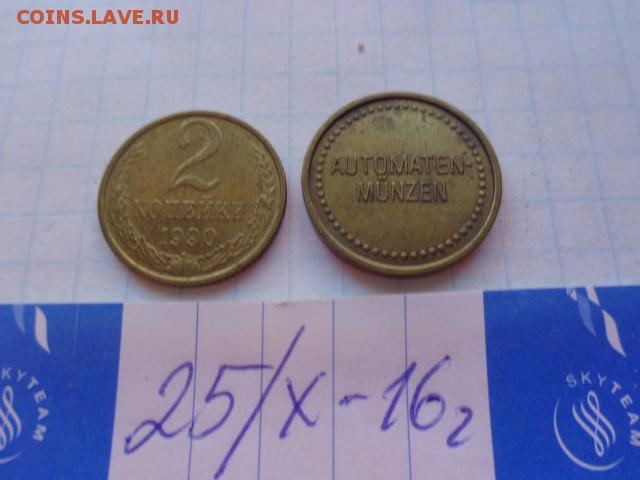 COINS.LAVE.RU
2
КОПЕЙКИ
1990
AUTOMATEN-
MÜNZEN
25/X-16г
SKYTEAM
SKYTEAM